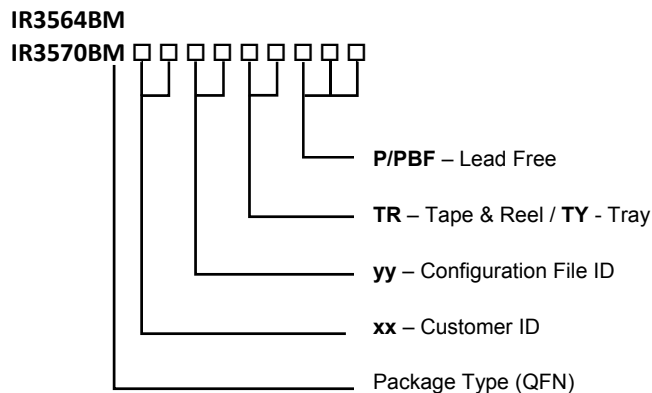 IR3564BM
IR3570BM □ □ □ □ □ □ □ □ □
P/PBF – Lead Free
TR – Tape & Reel / TY - Tray
yy – Configuration File ID
xx – Customer ID
Package Type (QFN)